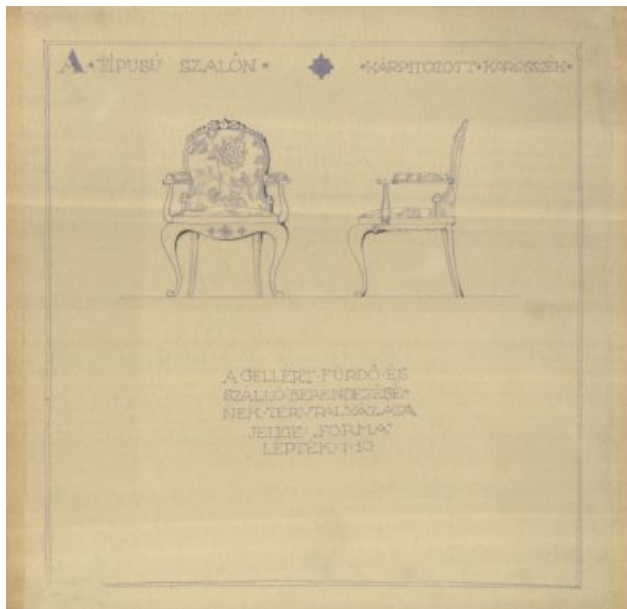 A·TÍPUSÚ SZALÓN· ·KÁRPITOZOTT·KAROSSZÉK·
A GELLÉRT·FÜRDŐ·ÉS
SZÁLLÓ·BERENDEZÉSÉ-
NEK·TERVPÁLYÁZATA
JELIGE: „FORMA"
LÉPTÉK·1·10